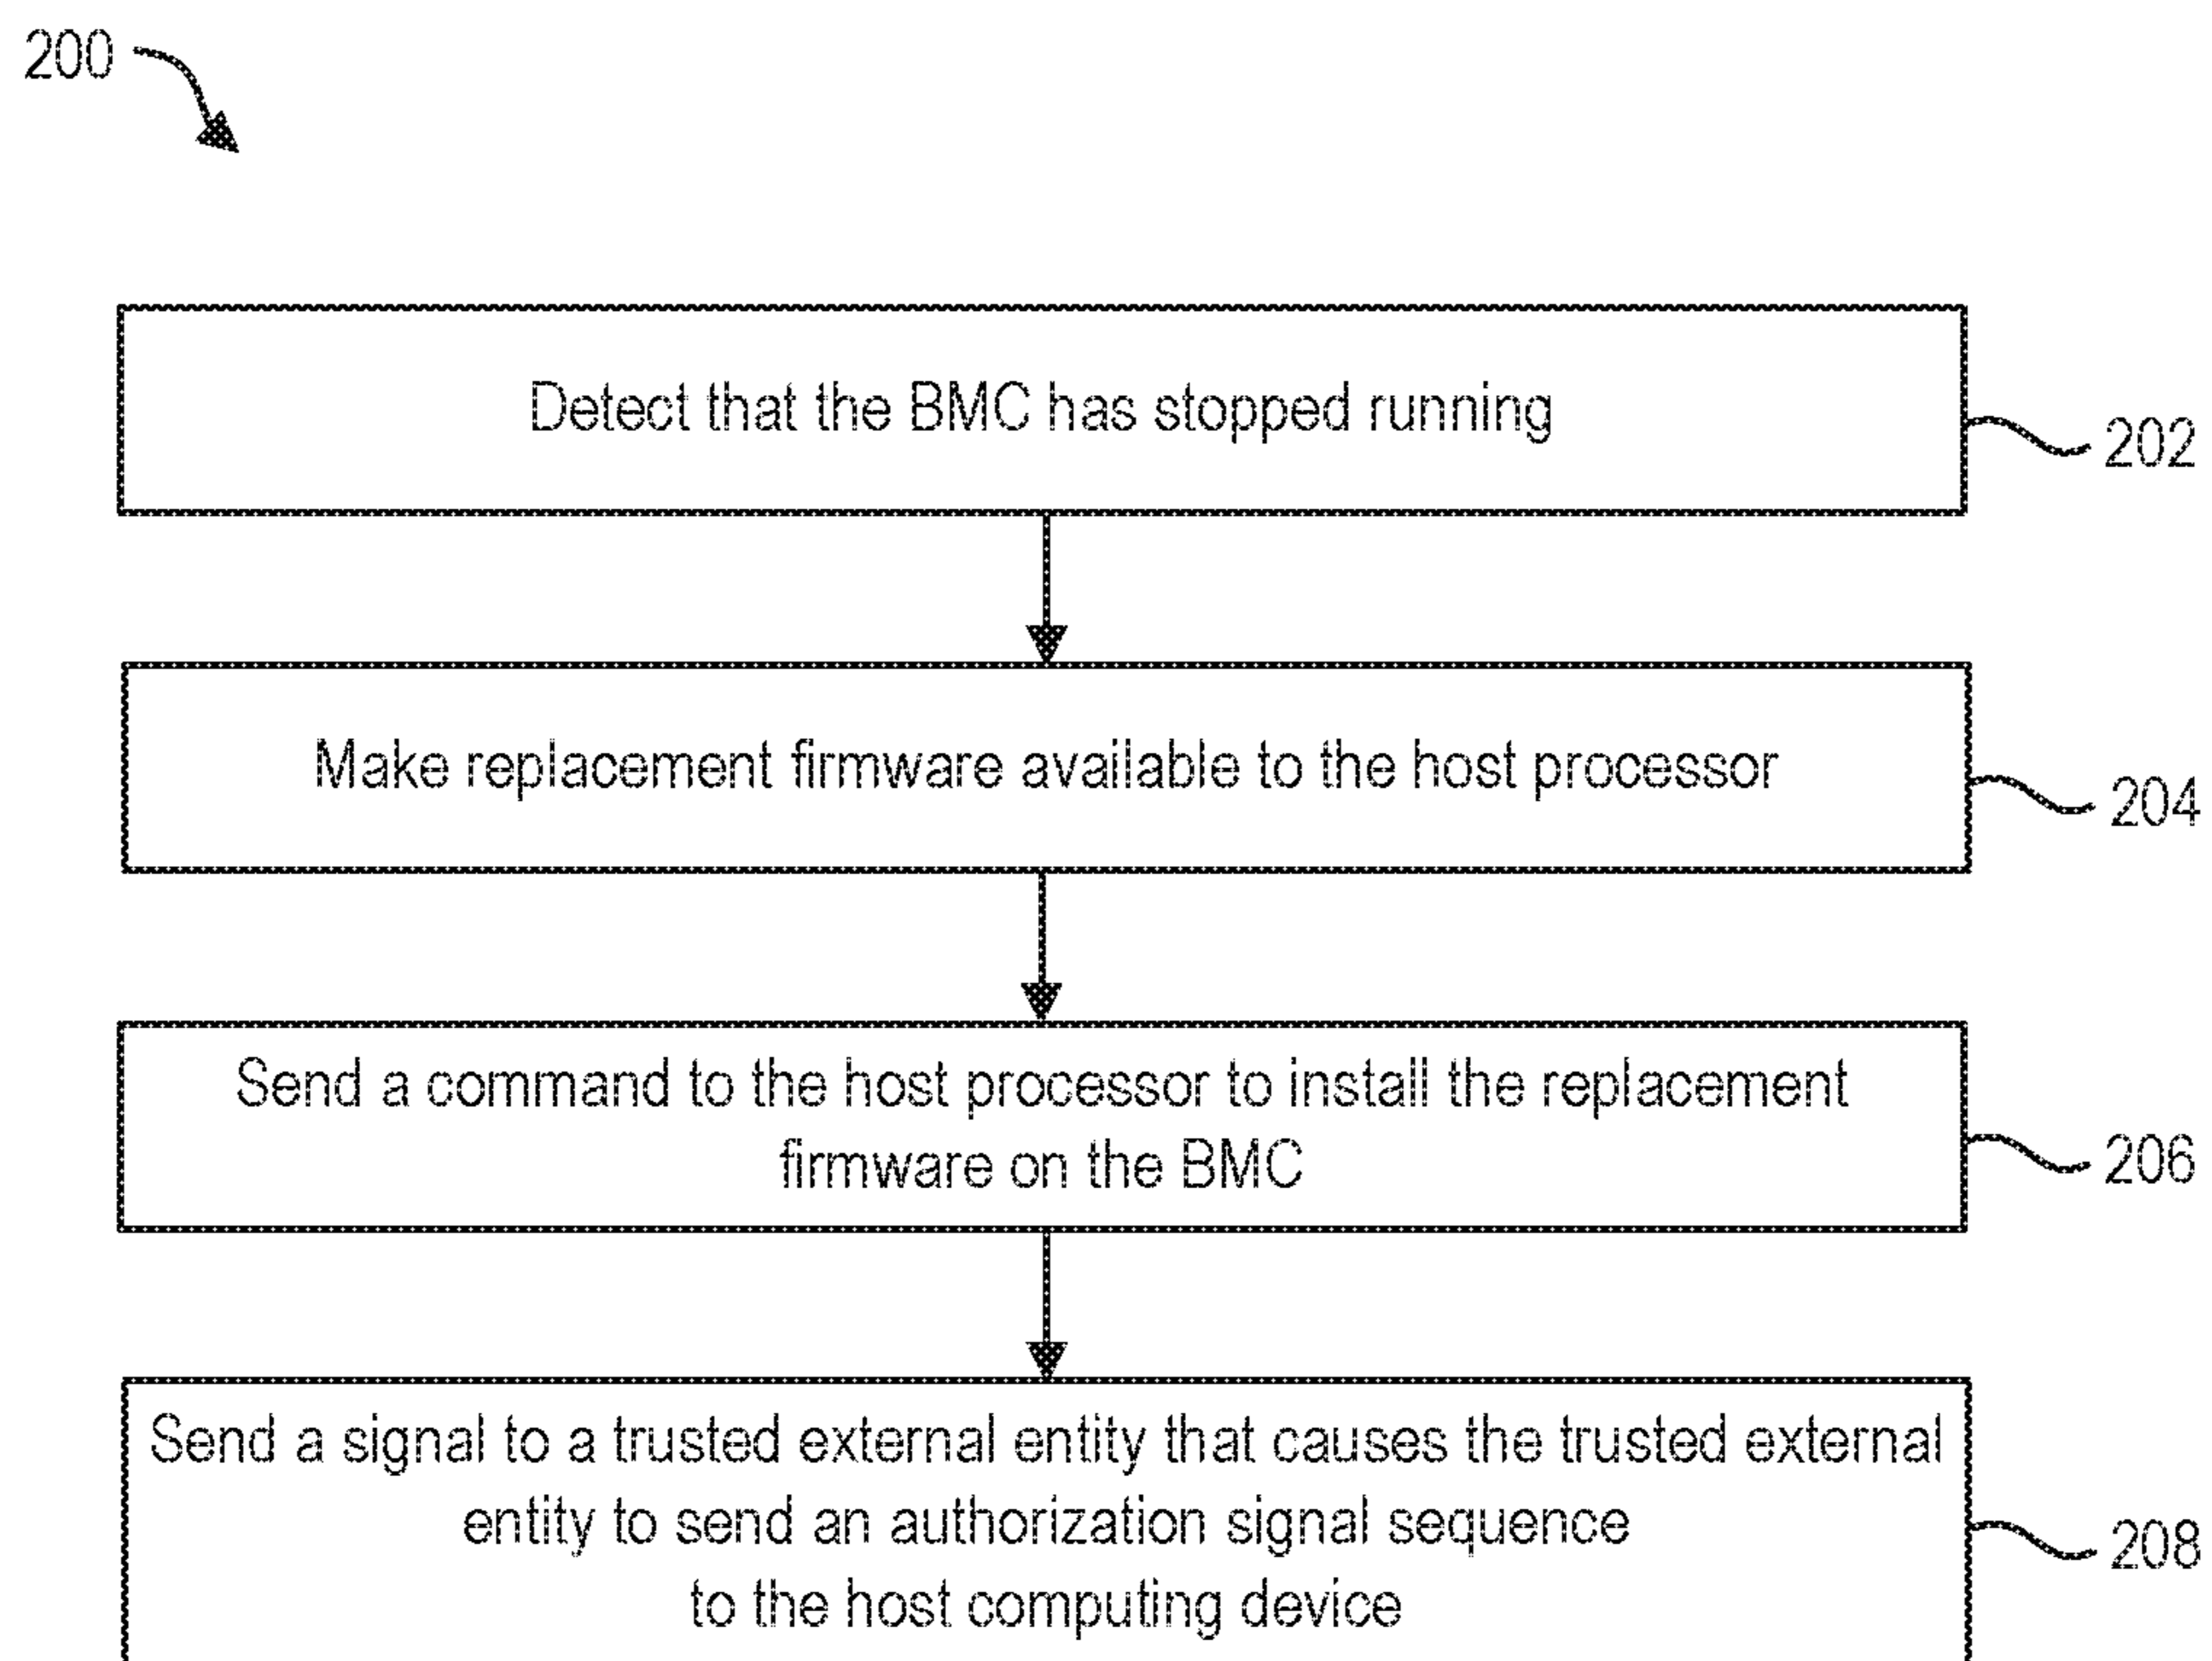 200
Detect that the BMC has stopped running
202
Make replacement firmware available to the host processor
204
Send a command to the host processor to install the replacement
firmware on the BMC
206
Send a signal to a trusted external entity that causes the trusted external
entity to send an authorization signal sequence
to the host computing device
208